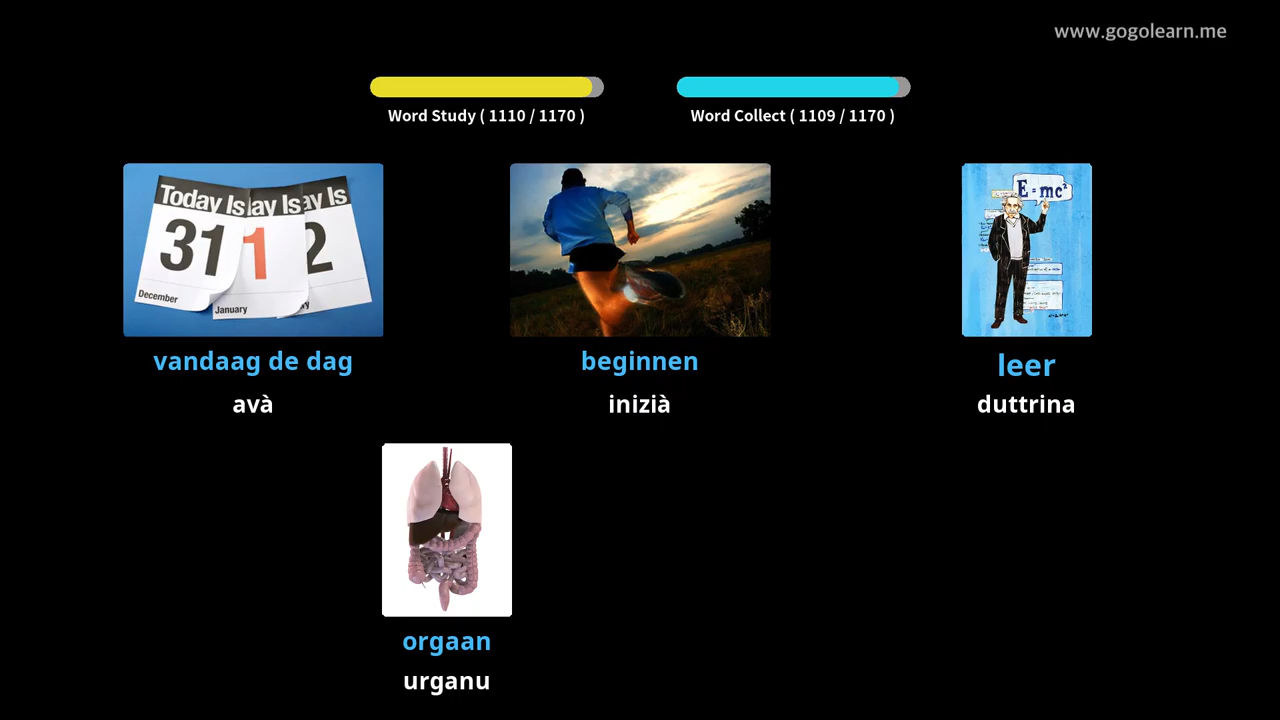 www.gogolearn.me
Word Study ( 1110 / 1170 )
Word Collect ( 1109 / 1170 )
Today Is
ay Is
ay Is
31
1
2
December
January
ry
E=mc²
vandaag de dag
beginnen
leer
avà
inizià
duttrina
orgaan
urganu